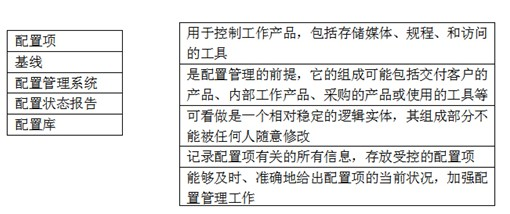 配置项
基线
配置管理系统
配置状态报告
配置库
用于控制工作产品，包括存储媒体、规程、和访问
的工具
是配置管理的前提，它的组成可能包括交付客户的
产品、内部工作产品、采购的产品或使用的工具等
可看做是一个相对稳定的逻辑实体，其组成部分不
能被任何人随意修改
记录配置项有关的所有信息，存放受控的配置项
能够及时、准确地给出配置项的当前状况，加强配
置管理工作